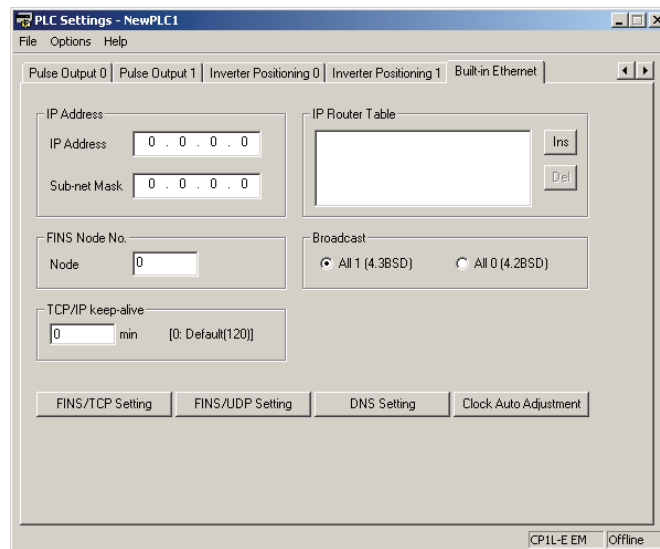 PLC Settings - NewPLC1
File Options Help
Pulse Output 0 Pulse Output 1 Inverter Positioning 0 Inverter Positioning 1 Built-in Ethernet
IP Address
IP Address 0 . 0 . 0 . 0
Sub-net Mask 0 . 0 . 0 . 0
IP Router Table
Ins
Del
FINS Node No.
Node 0
Broadcast
All 1 (4.3BSD) All 0 (4.2BSD)
TCP/IP keep-alive
0 min [0: Default(120)]
FINS/TCP Setting FINS/UDP Setting DNS Setting Clock Auto Adjustment
CP1L-E EM Offline